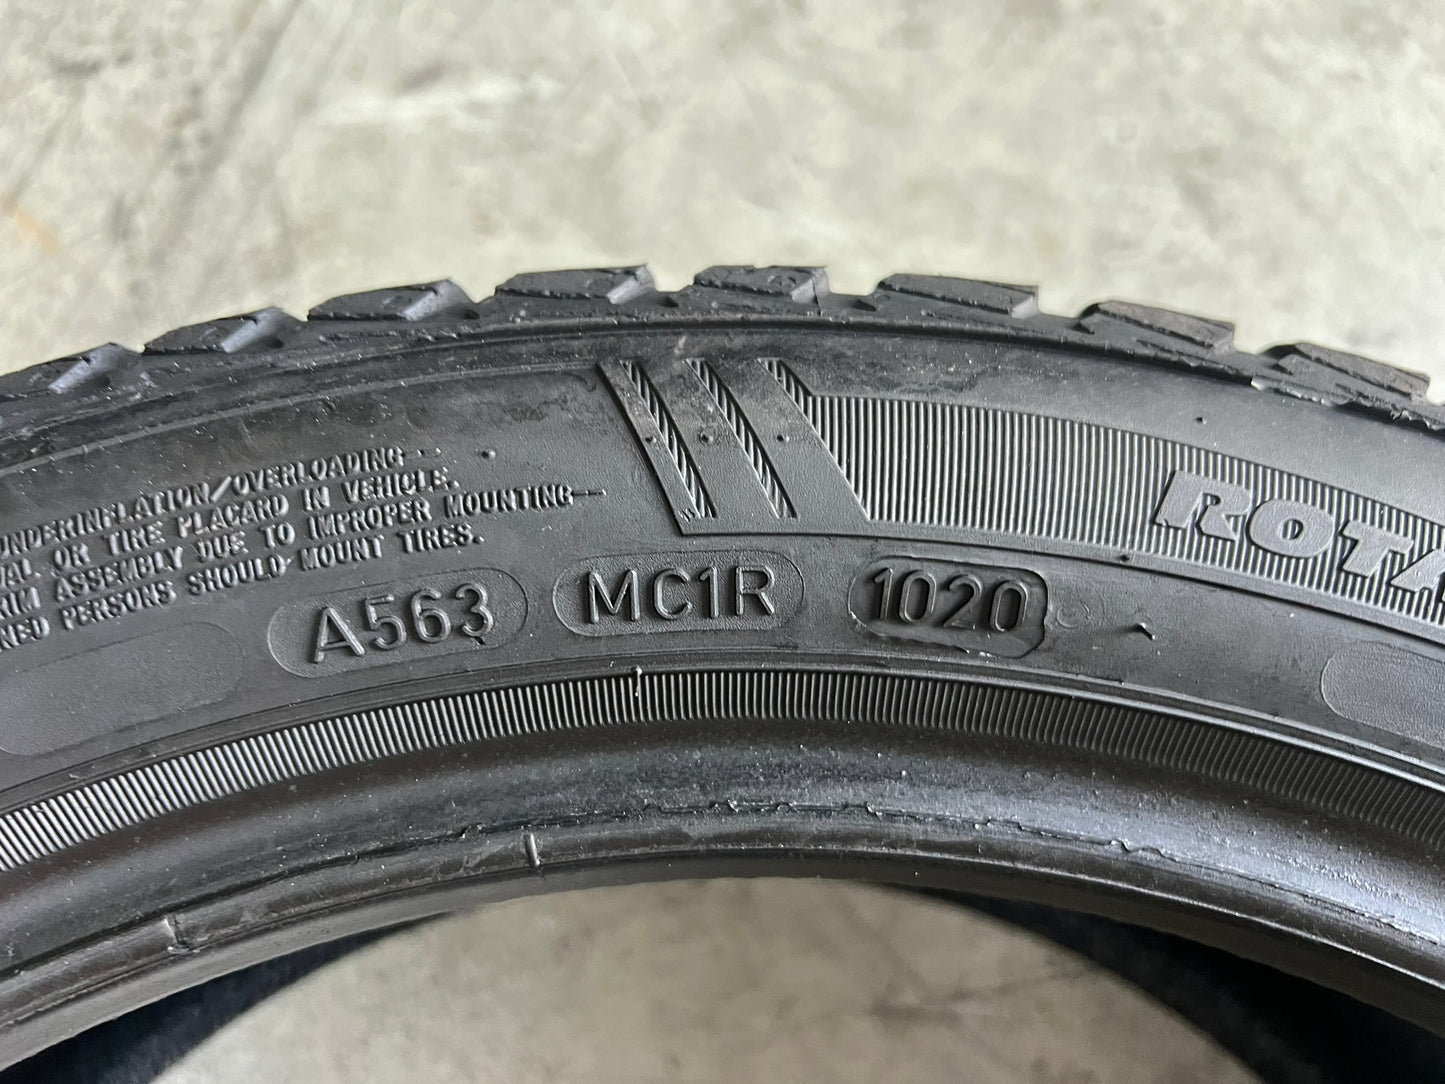 UNDERINFLATION/OVERLOADING--
OR TIRE PLACARD IN VEHICLE.
RIM ASSEMBLY DUE TO IMPROPER MOUNTING--
PERSONS SHOULD MOUNT TIRES.
A563 MC1R 1020
ROTA